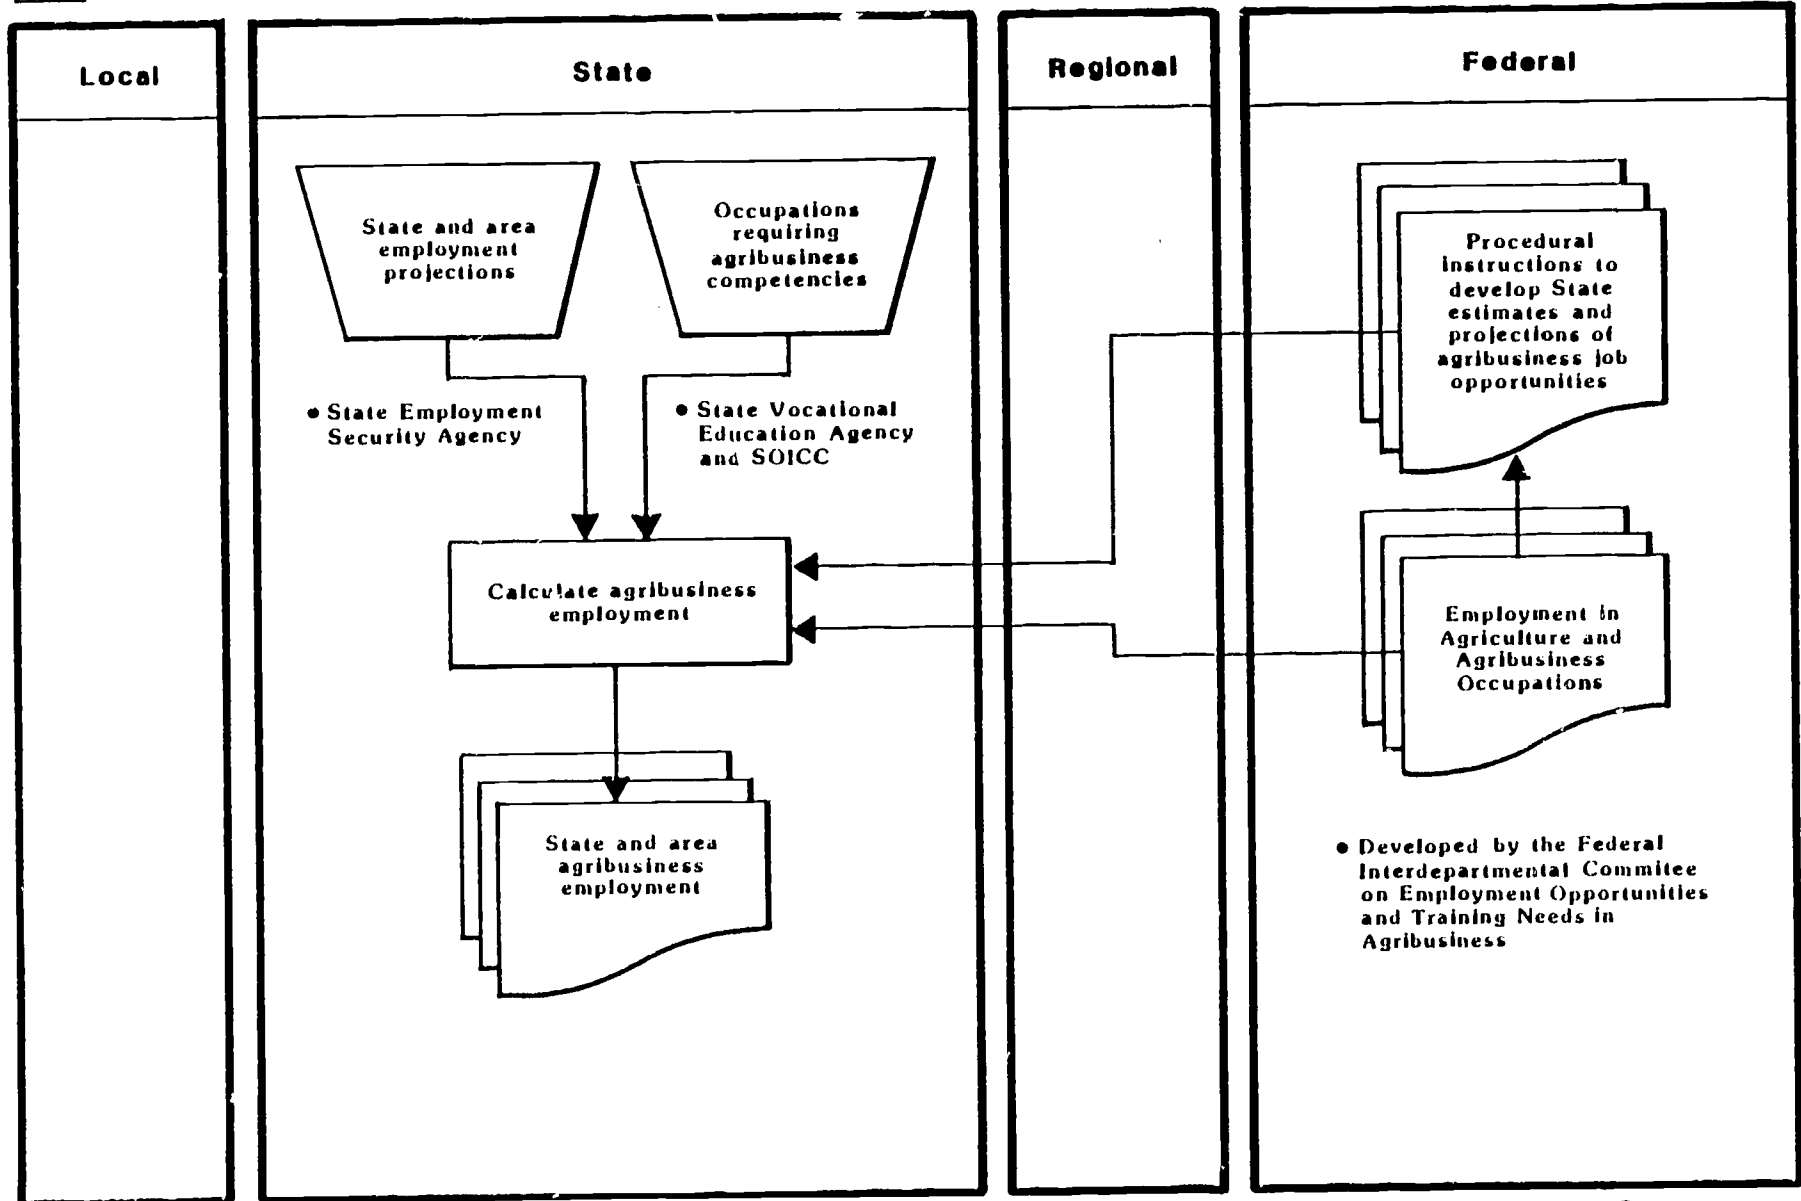 Local
State
Regional
Federal
State and area
employment
projections
Occupations
requiring
agribusiness
competencies
● State Employment
Security Agency
● State Vocational
Education Agency
and SOICC
Calculate agribusiness
employment
State and area
agribusiness
employment
Procedural
instructions to
develop State
estimates and
projections of
agribusiness job
opportunities
Employment in
Agriculture and
Agribusiness
Occupations
● Developed by the Federal
Interdepartmental Commitee
on Employment Opportunities
and Training Needs in
Agribusiness